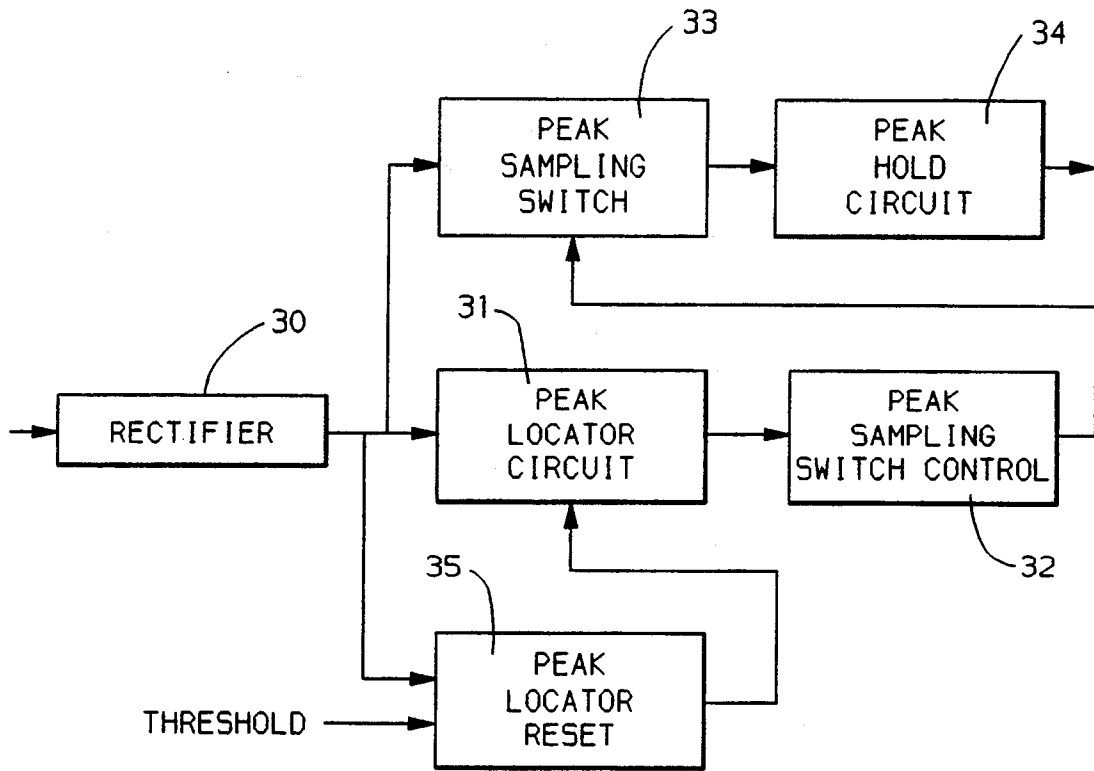 33
34
PEAK
SAMPLING
SWITCH
PEAK
HOLD
CIRCUIT
30
31
RECTIFIER
PEAK
LOCATOR
CIRCUIT
PEAK
SAMPLING
SWITCH CONTROL
35
32
PEAK
LOCATOR
RESET
THRESHOLD